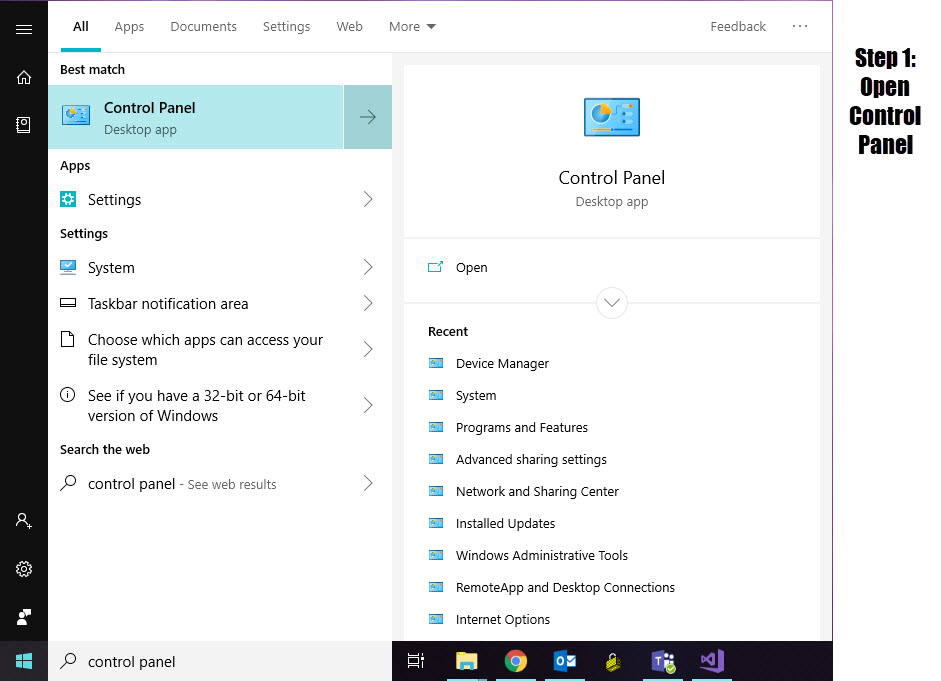 All Apps Documents Settings Web More Feedback ...
Best match
Control Panel
Desktop app
Apps
Settings
Settings
System
Taskbar notification area
Choose which apps can access your
file system
See if you have a 32-bit or 64-bit
version of Windows
Search the web
control panel - See web results
control panel
Control Panel
Desktop app
Open
Recent
Device Manager
System
Programs and Features
Advanced sharing settings
Network and Sharing Center
Installed Updates
Windows Administrative Tools
RemoteApp and Desktop Connections
Internet Options
Step 1:
Open
Control
Panel